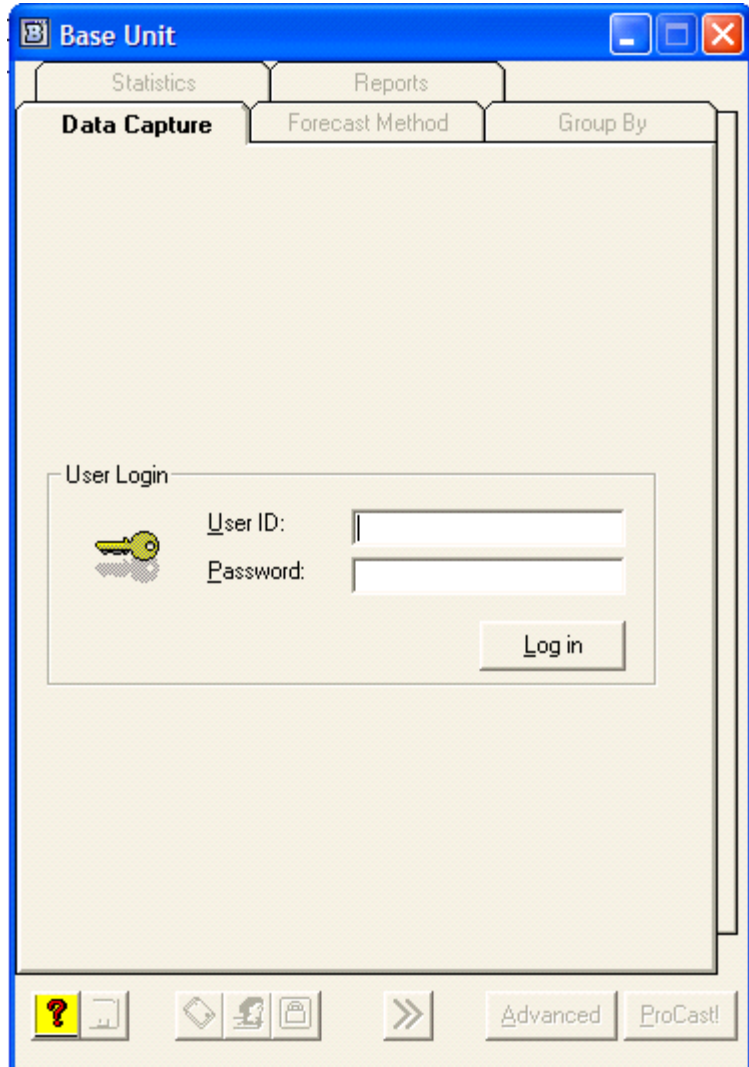 Base Unit
Statistics Reports
Data Capture Forecast Method Group By
User Login
User ID:
Password:
Log in
? Advanced ProCast!